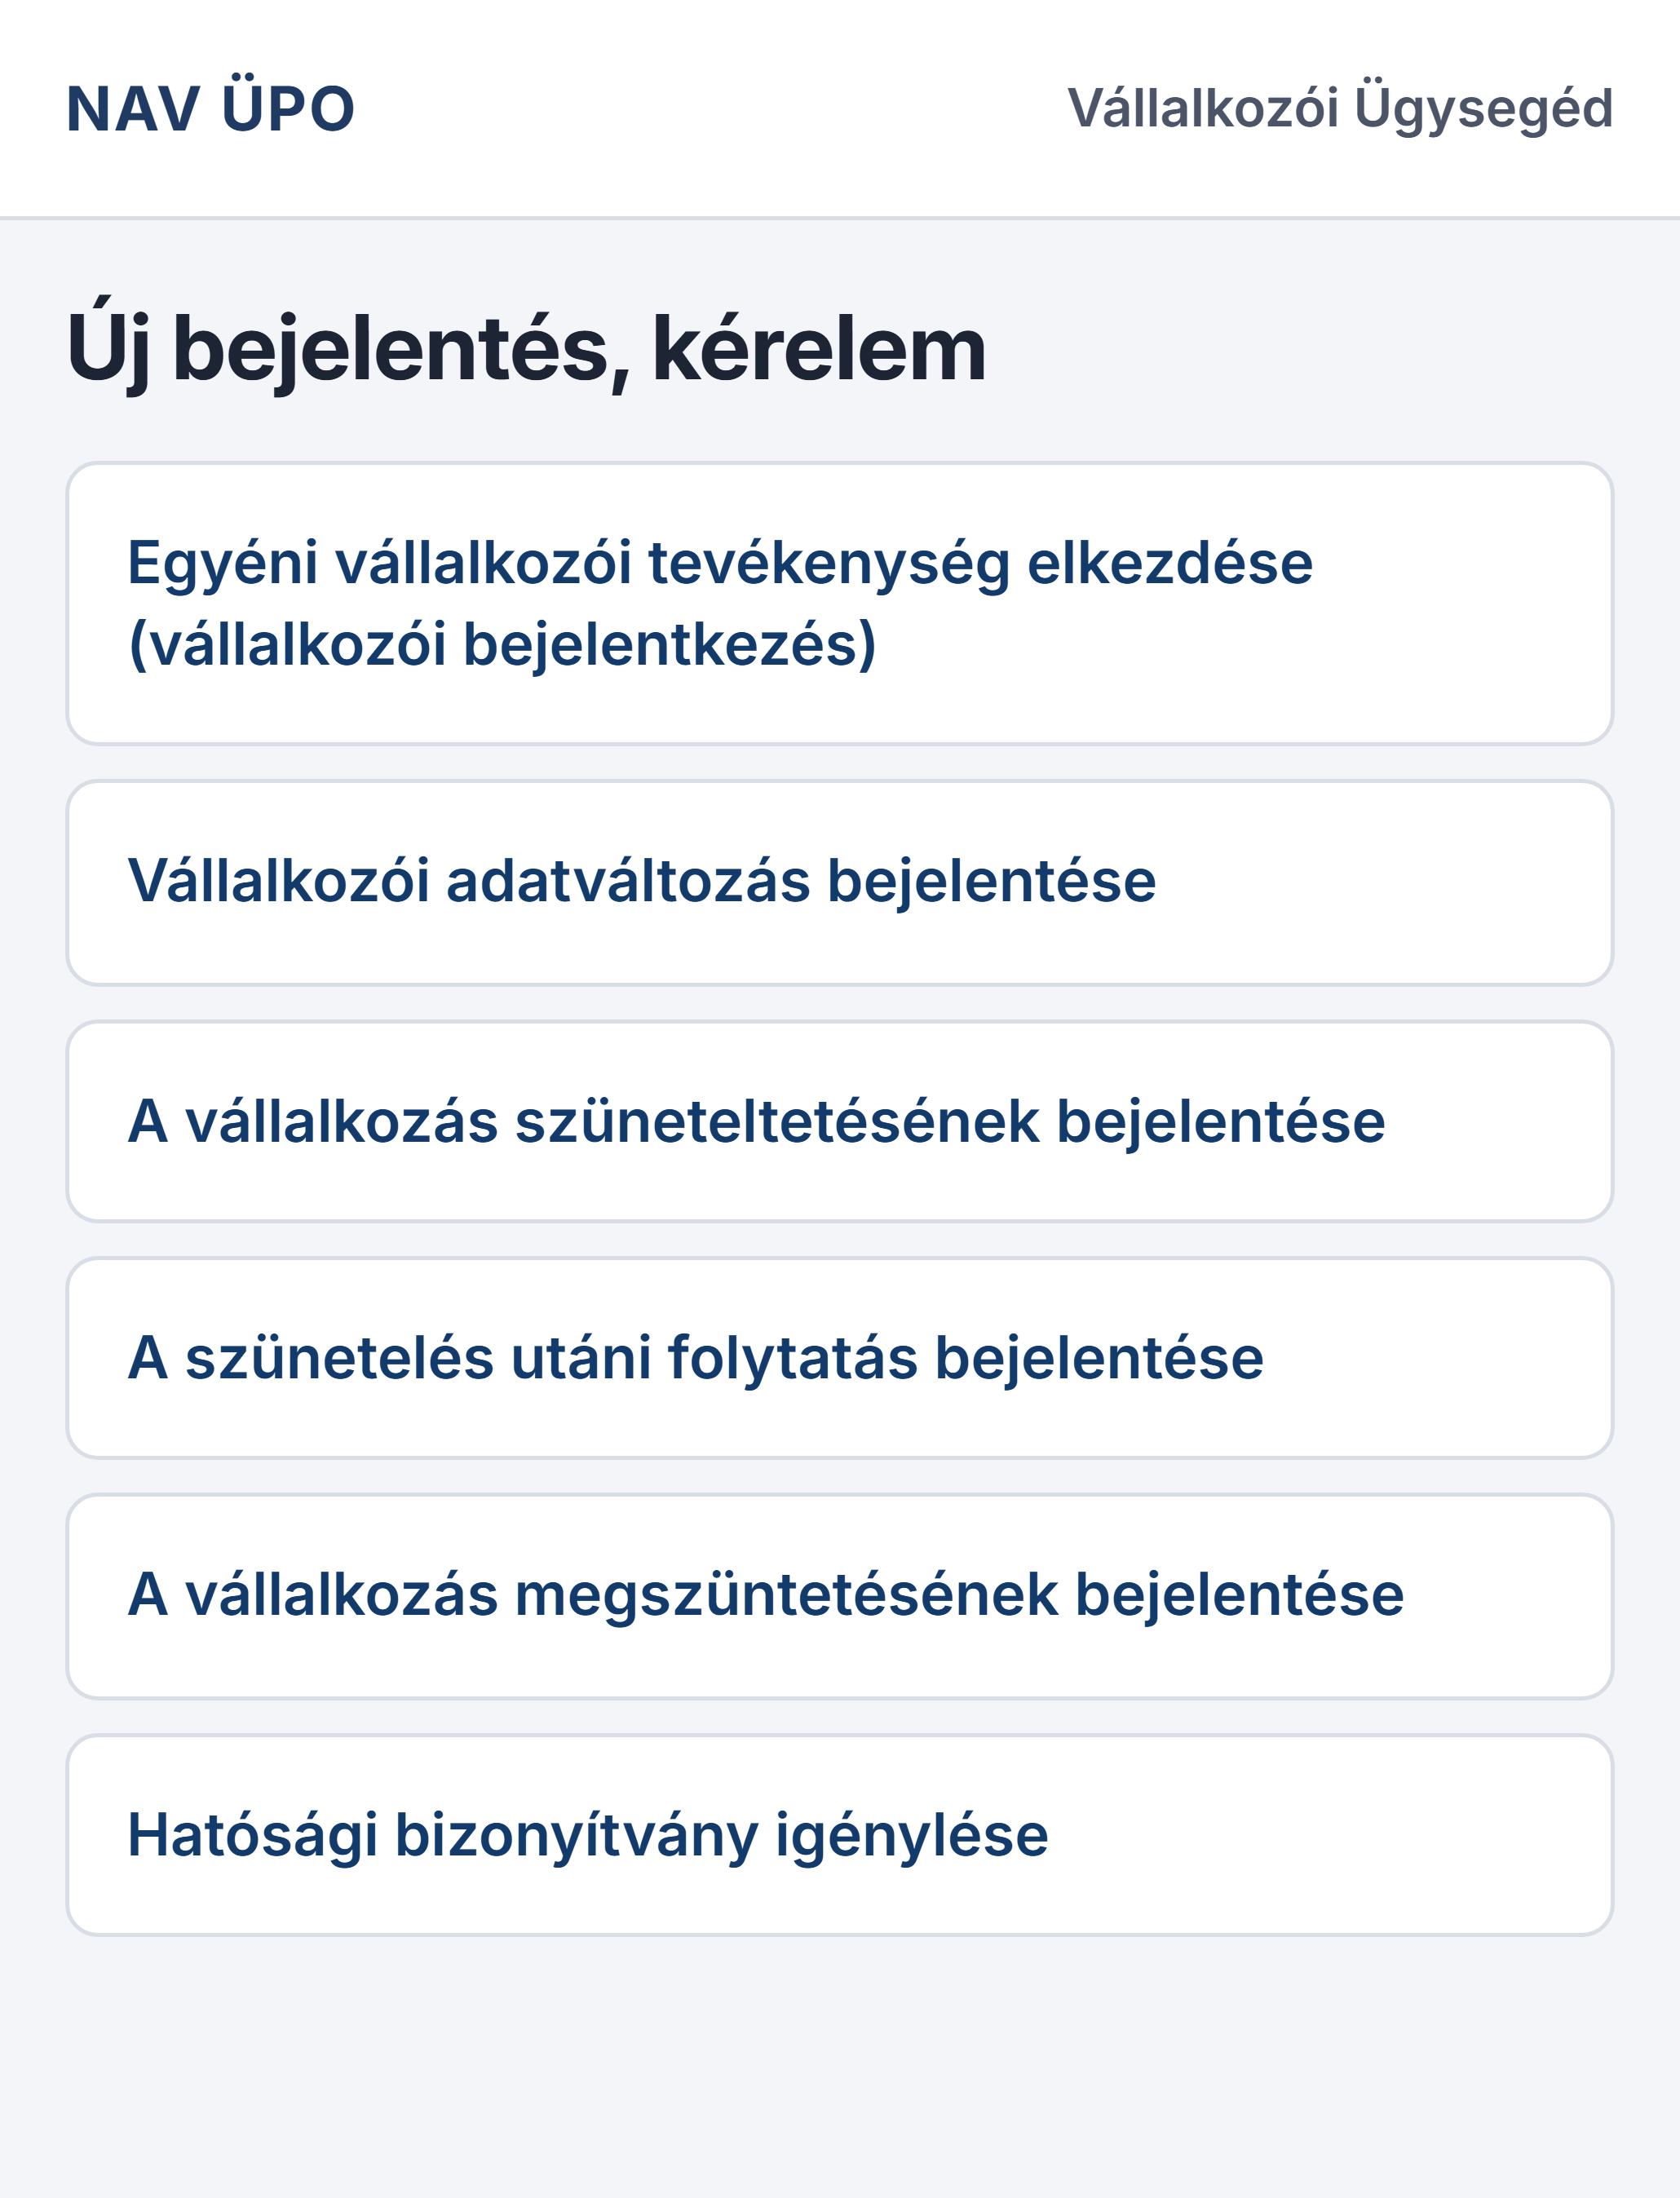 NAV ÜPO
Vállalkozói Ügysegéd
Új bejelentés, kérelem
Egyéni vállalkozói tevékenység elkezdése
(vállalkozói bejelentkezés)
Vállalkozói adatváltozás bejelentése
A vállalkozás szüneteltetésének bejelentése
A szünetelés utáni folytatás bejelentése
A vállalkozás megszüntetésének bejelentése
Hatósági bizonyítvány igénylése